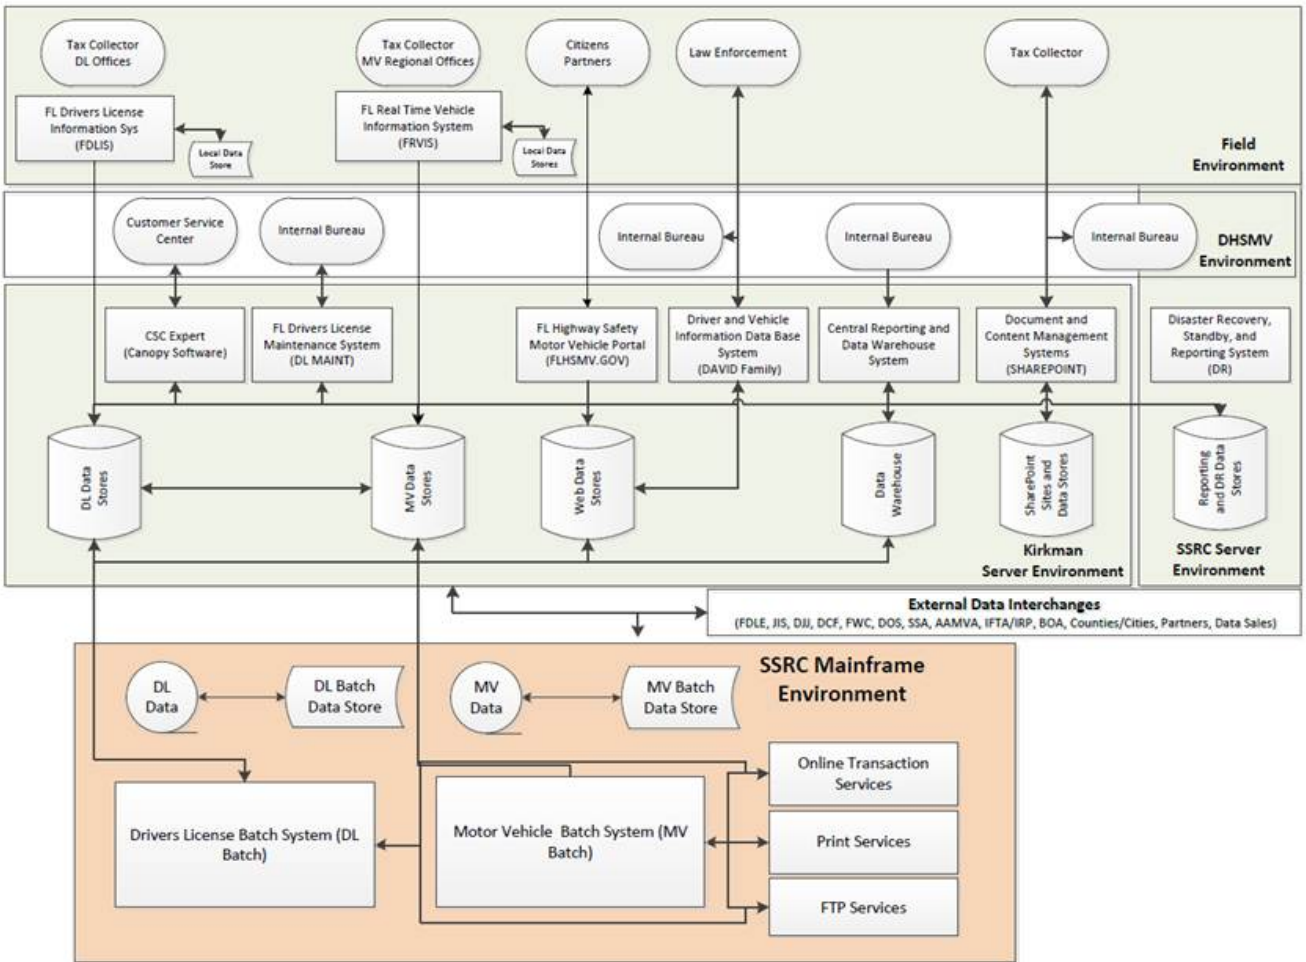 Tax Collector
DL Offices
Tax Collector
MV Regional Offices
Citizens
Partners
Law Enforcement
Tax Collector
FL Drivers License
Information Sys
(FDLIS)
Local Data
Store
FL Real Time Vehicle
Information System
(FRVIS)
Local Data
Stores
Field
Environment
Customer Service
Center
Internal Bureau
Internal Bureau
Internal Bureau
Internal Bureau
DHSMV
Environment
CSC Expert
(Canopy Software)
FL Drivers License
Maintenance System
(DL MAINT)
FL Highway Safety
Motor Vehicle Portal
(FLHSMV.GOV)
Driver and Vehicle
Information Data Base
System
(DAVID Family)
Central Reporting and
Data Warehouse
System
Document and
Content Management
Systems
(SHAREPOINT)
Disaster Recovery,
Standby, and
Reporting System
(DR)
DL Data
Stores
MV Data
Stores
Web Data
Stores
Data
Warehouse
SharePoint
Sites and
Data Stores
Reporting
and DR Data
Stores
Kirkman
Server Environment
SSRC Server
Environment
External Data Interchanges
(FDLE, JIS, DJJ, DCF, FWC, DOS, SSA, AAMVA, IFTA/IRP, BOA, Counties/Cities, Partners, Data Sales)
SSRC Mainframe
Environment
DL
Data
DL Batch
Data Store
MV
Data
MV Batch
Data Store
Drivers License Batch System (DL
Batch)
Motor Vehicle  Batch System (MV
Batch)
Online Transaction
Services
Print Services
FTP Services